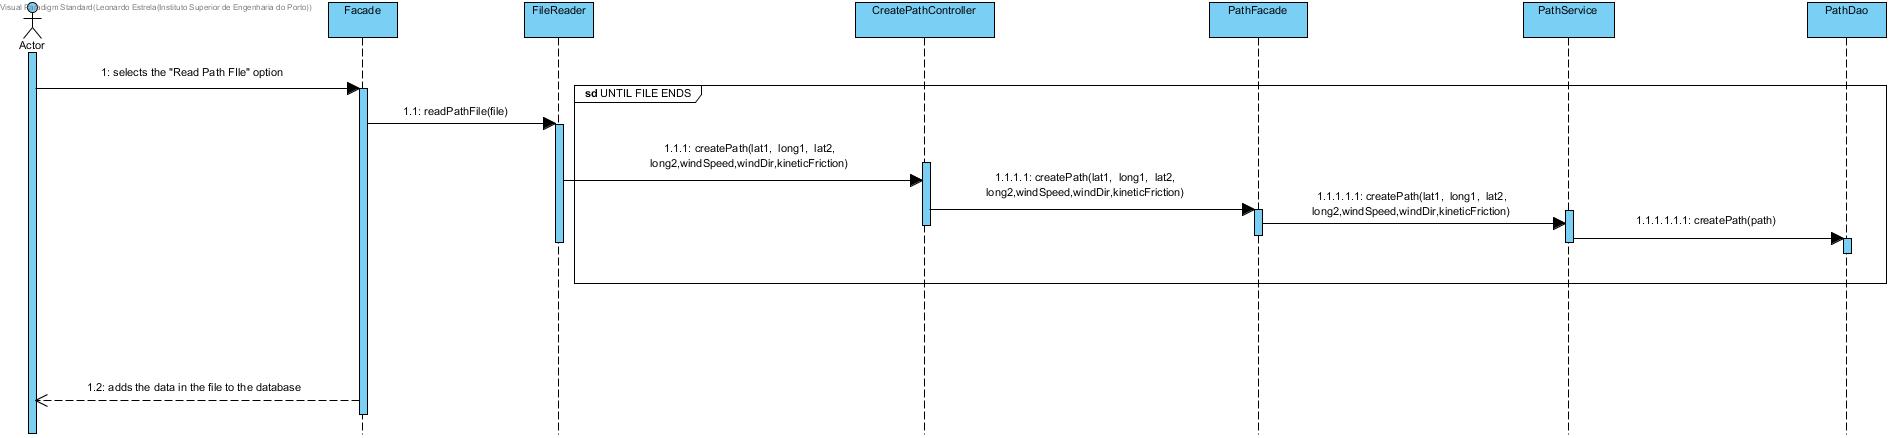 Visual Paradigm Standard(Leonardo Estrela(Instituto Superior de Engenharia do Porto))
Facade
FileReader
CreatePathController
PathFacade
PathService
PathDao
Actor
1: selects the "Read Path FIle" option
sd UNTIL FILE ENDS
1.1: readPathFile(file)
1.1.1: createPath(lat1, long1, lat2,
long2,windSpeed,windDir,kineticFriction)
1.1.1.1: createPath(lat1, long1, lat2,
long2,windSpeed,windDir,kineticFriction)
1.1.1.1.1: createPath(lat1, long1, lat2,
long2,windSpeed,windDir,kineticFriction)
1.1.1.1.1.1: createPath(path)
1.2: adds the data in the file to the database